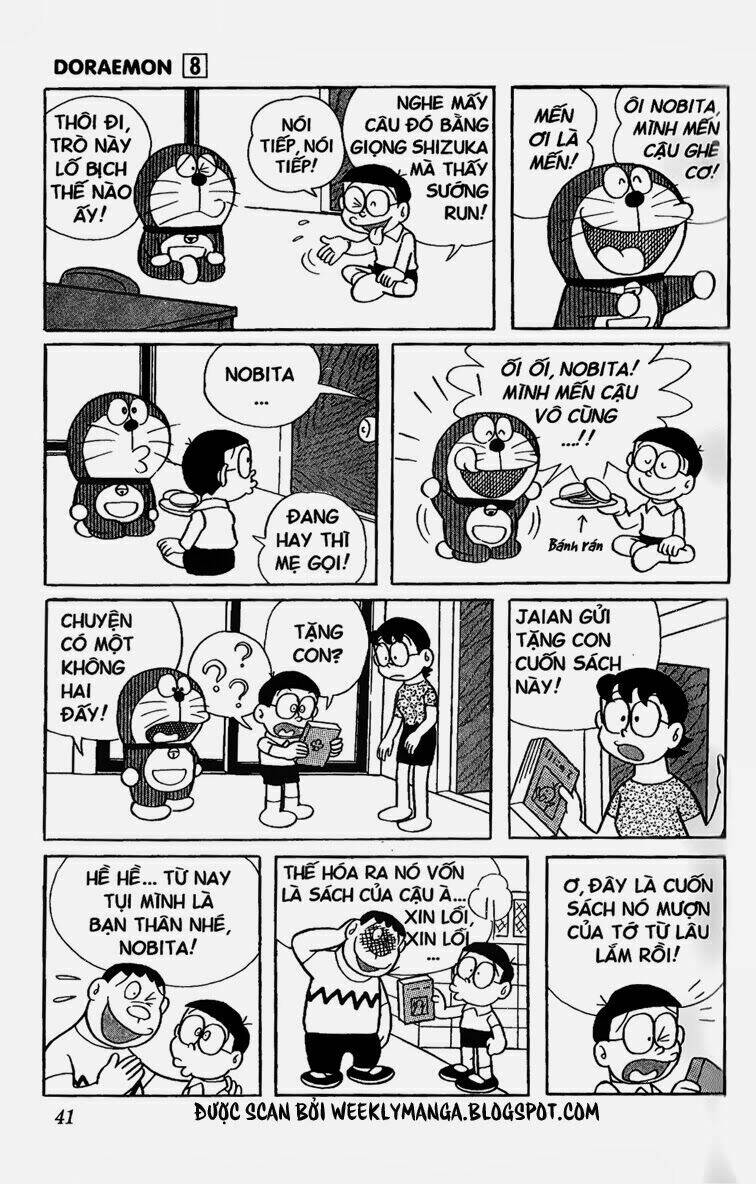 DORAEMON 8
ÔI NOBITA,
MÌNH MẾN
CẬU GHÊ
CƠ!
MẾN
ƠI LÀ
MẾN!
NGHE MẤY
CÂU ĐÓ BẰNG
GIỌNG SHIZUKA
MÀ THẤY
SƯỚNG
RUN!
NÓI
TIẾP, NÓI
TIẾP!
THÔI ĐI,
TRÒ NÀY
LỐ BỊCH
THẾ NÀO
ẤY!
ỐI ỐI, NOBITA!
MÌNH MẾN CẬU
VÔ CÙNG
...!!
Bánh rán
NOBITA
...
ĐANG
HAY THÌ
MẸ GỌI!
JAIAN GỬI
TẶNG CON
CUỐN SÁCH
NÀY!
TẶNG
CON?
? ? ?
CHUYỆN
CÓ MỘT
KHÔNG
HAI
ĐẤY!
Ơ, ĐÂY LÀ CUỐN
SÁCH NÓ MƯỢN
CỦA TỚ TỪ LÂU
LẮM RỒI!
THẾ HÓA RA NÓ VỐN
LÀ SÁCH CỦA CẬU À...
XIN LỖI,
XIN LỖI
...
HỀ HỀ... TỪ NAY
TỤI MÌNH LÀ
BẠN THÂN NHÉ,
NOBITA!
41
ĐƯỢC SCAN BỞI WEEKLYMANGA.BLOGSPOT.COM